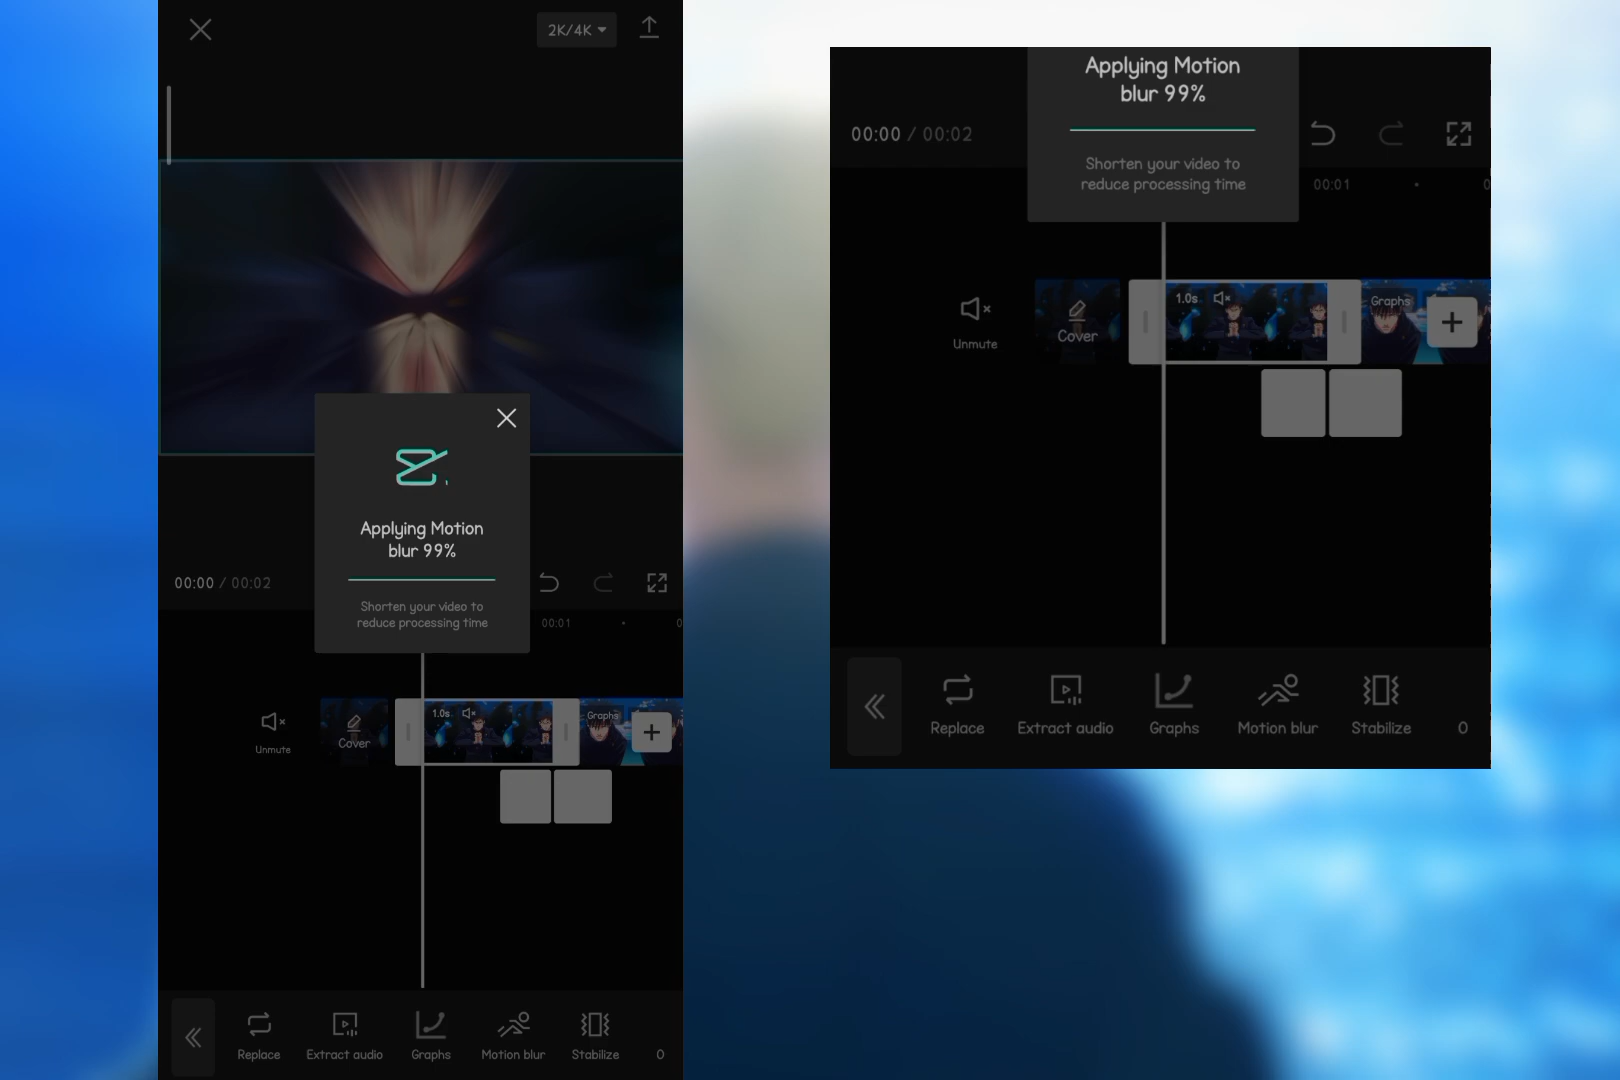 2K/4K
Applying Motion
blur 99%
00:00 / 00:02
Shorten your video to
reduce processing time
00:01
0
Unmute
Cover
1.0s
Graphs
+
Replace
Extract audio
Graphs
Motion blur
Stabilize
0
Applying Motion
blur 99%
00:00 / 00:02
Shorten your video to
reduce processing time
00:01
0
Unmute
Cover
1.0s
Graphs
+
Replace
Extract audio
Graphs
Motion blur
Stabilize
0